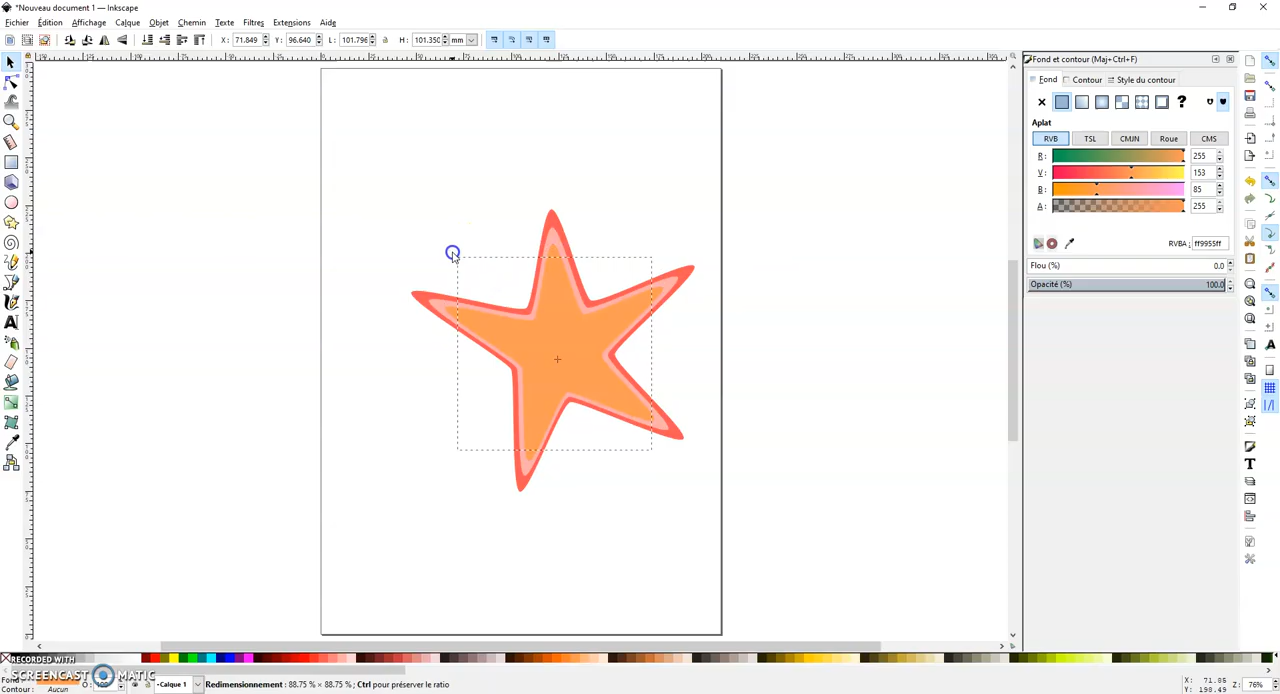 *Nouveau document 1 — Inkscape
Fichier Édition Affichage Calque Objet Chemin Texte Filtres Extensions Aide
X: 71.849 Y: 96.640 L: 101.796 H: 101.350 mm
Fond et contour (Maj+Ctrl+F)
Fond Contour Style du contour
Aplat
RVB TSL CMJN Roue CMS
R: 255
V: 153
B: 85
A: 255
RVBA: ff9955ff
Flou (%) 0.0
Opacité (%) 100.0
RECORDED WITH
SCREENCAST MATIC
Fond:
Contour: Aucun
O: 100
Calque 1
Redimensionnement : 88.75 % × 88.75 % ; Ctrl pour préserver le ratio
X: 71.85
Y: 198.49
Z: 76%